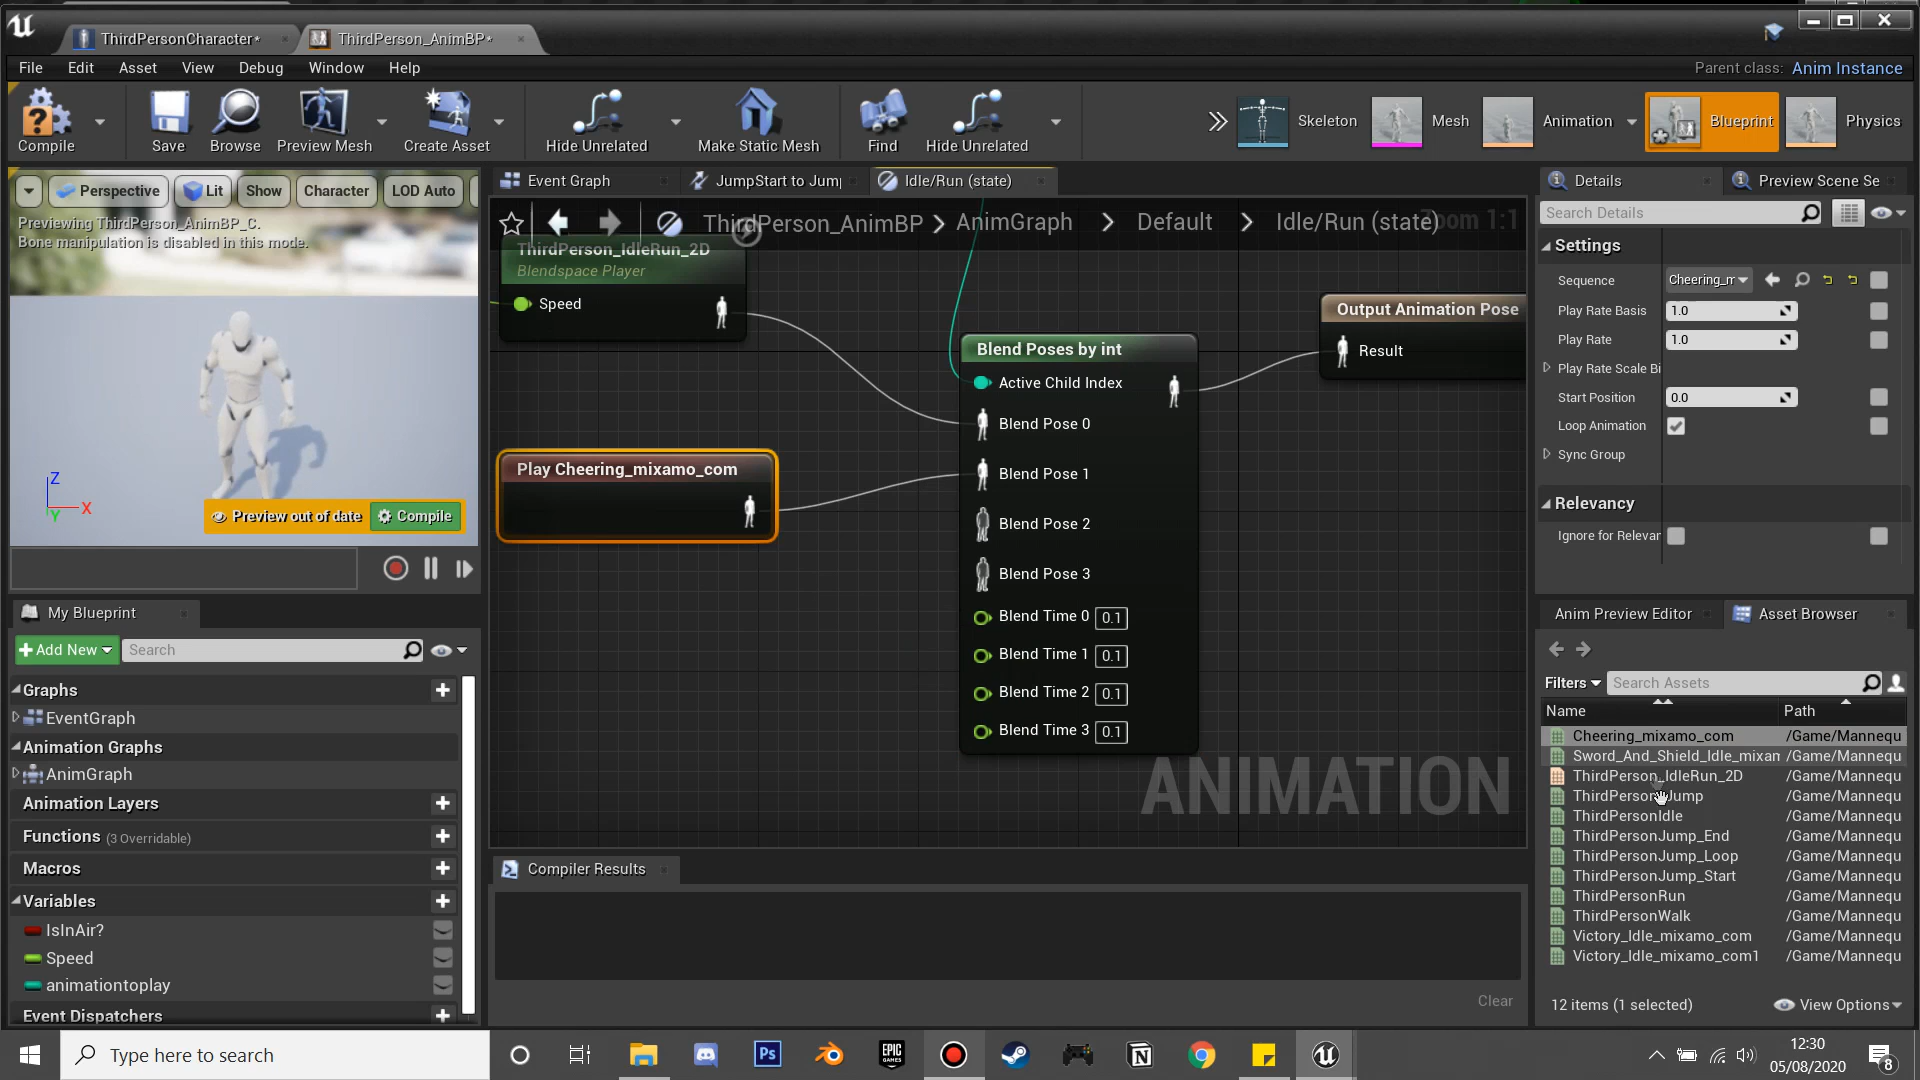 ThirdPersonCharacter*
ThirdPerson_AnimBP*
File Edit Asset View Debug Window Help
Parent class: Anim Instance
Compile Save Browse Preview Mesh Create Asset Hide Unrelated Make Static Mesh Find Hide Unrelated
Skeleton Mesh Animation Blueprint Physics
Perspective Lit Show Character LOD Auto
Previewing ThirdPerson_AnimBP_C.
Bone manipulation is disabled in this mode.
Z
X
Y
Preview out of date Compile
Event Graph JumpStart to Jum Idle/Run (state)
ThirdPerson_AnimBP > AnimGraph > Default > Idle/Run (state)
Zoom 1:1
ThirdPerson_IdleRun_2D
Blendspace Player
Speed
Play Cheering_mixamo_com
Blend Poses by int
Active Child Index
Blend Pose 0
Blend Pose 1
Blend Pose 2
Blend Pose 3
Blend Time 0 0.1
Blend Time 1 0.1
Blend Time 2 0.1
Blend Time 3 0.1
Output Animation Pose
Result
ANIMATION
Compiler Results
Clear
My Blueprint
Add New Search
Graphs
EventGraph
Animation Graphs
AnimGraph
Animation Layers
Functions (3 Overridable)
Macros
Variables
IsInAir?
Speed
animationtoplay
Event Dispatchers
Details Preview Scene Se
Search Details
Settings
Sequence Cheering_m
Play Rate Basis 1.0
Play Rate 1.0
Play Rate Scale Bi
Start Position 0.0
Loop Animation
Sync Group
Relevancy
Ignore for Relevar
Anim Preview Editor Asset Browser
Filters Search Assets
Name Path
Cheering_mixamo_com /Game/Mannequ
Sword_And_Shield_Idle_mixam /Game/Mannequ
ThirdPerson_IdleRun_2D /Game/Mannequ
ThirdPerson_Jump /Game/Mannequ
ThirdPersonIdle /Game/Mannequ
ThirdPersonJump_End /Game/Mannequ
ThirdPersonJump_Loop /Game/Mannequ
ThirdPersonJump_Start /Game/Mannequ
ThirdPersonRun /Game/Mannequ
ThirdPersonWalk /Game/Mannequ
Victory_Idle_mixamo_com /Game/Mannequ
Victory_Idle_mixamo_com1 /Game/Mannequ
12 items (1 selected) View Options
Type here to search
Ps
EPIC GAMES
12:30
05/08/2020
8